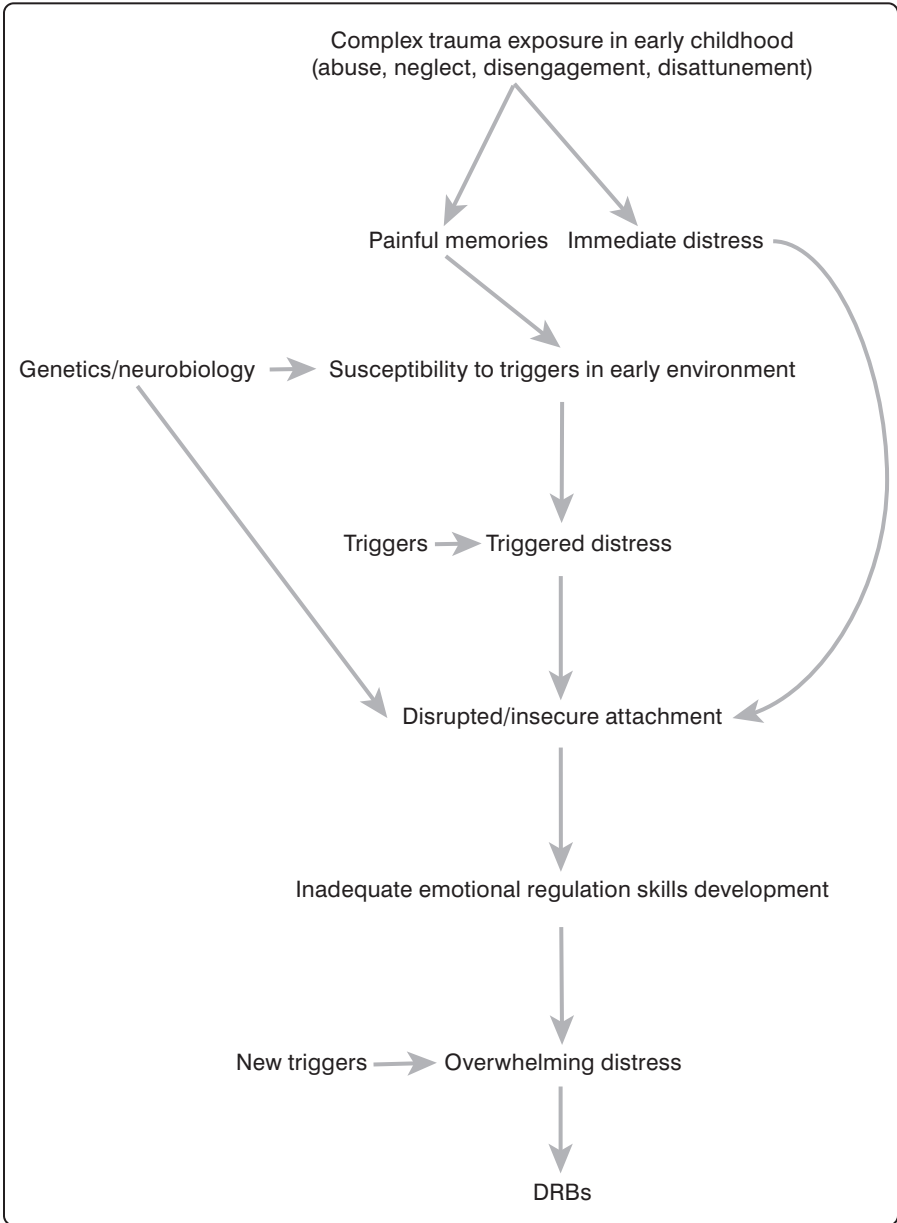 Complex trauma exposure in early childhood
(abuse, neglect, disengagement, disattunement)
Painful memories
Immediate distress
Genetics/neurobiology
Susceptibility to triggers in early environment
Triggers
Triggered distress
Disrupted/insecure attachment
Inadequate emotional regulation skills development
New triggers
Overwhelming distress
DRBs